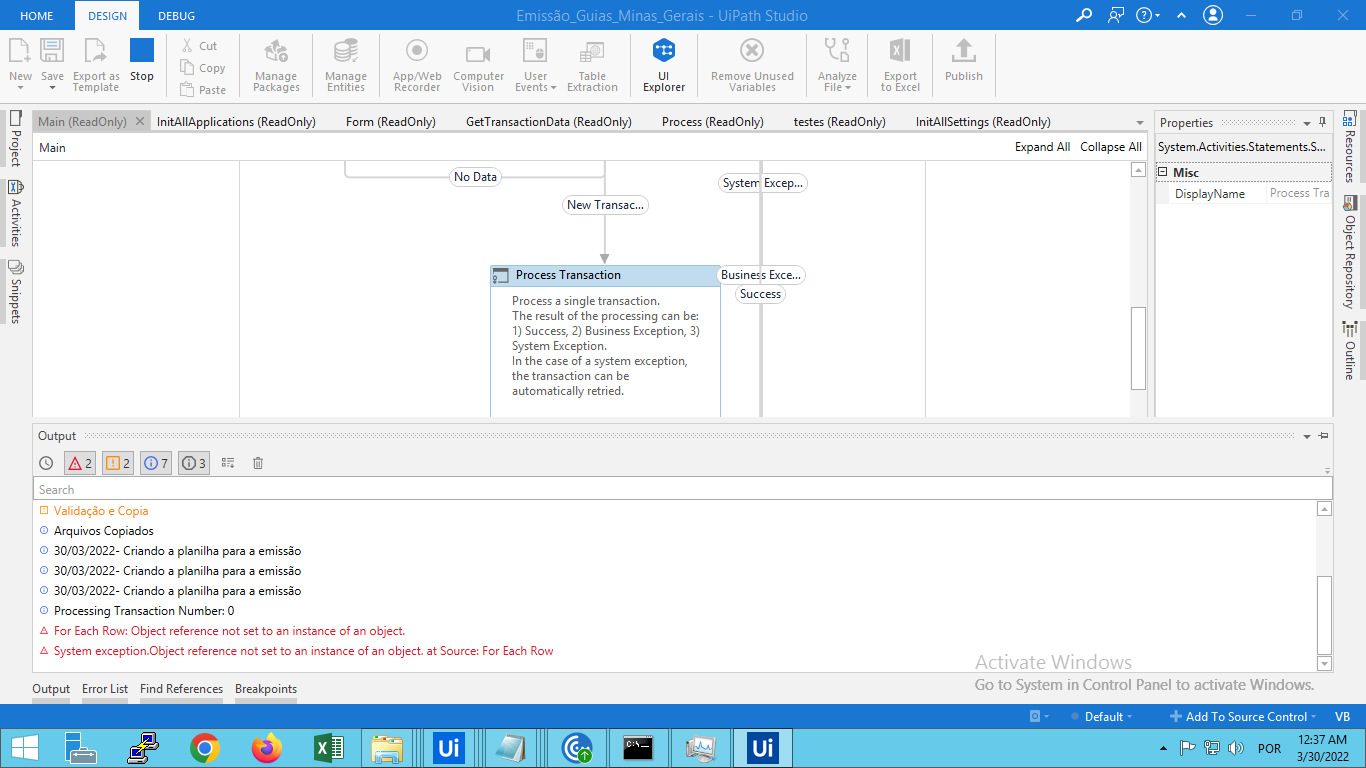 HOME DESIGN DEBUG Emissão_Guias_Minas_Gerais - UiPath Studio
New Save Export as Template Stop Cut Copy Paste Manage Packages Manage Entities App/Web Recorder Computer Vision User Events Table Extraction UI Explorer Remove Unused Variables Analyze File Export to Excel Publish
Main (ReadOnly) InitAllApplications (ReadOnly) Form (ReadOnly) GetTransactionData (ReadOnly) Process (ReadOnly) testes (ReadOnly) InitAllSettings (ReadOnly)
Main Expand All Collapse All
Project
Activities
Snippets
No Data
System Excep...
New Transac...
Process Transaction
Business Exce...
Success
Process a single transaction.
The result of the processing can be:
1) Success, 2) Business Exception, 3)
System Exception.
In the case of a system exception,
the transaction can be
automatically retried.
Properties
System.Activities.Statements.S...
Misc
DisplayName Process Tra
Resources
Object Repository
Outline
Output
2 2 7 3
Search
Validação e Copia
Arquivos Copiados
30/03/2022- Criando a planilha para a emissão
30/03/2022- Criando a planilha para a emissão
30/03/2022- Criando a planilha para a emissão
Processing Transaction Number: 0
For Each Row: Object reference not set to an instance of an object.
System exception.Object reference not set to an instance of an object. at Source: For Each Row
Activate Windows
Go to System in Control Panel to activate Windows.
Output Error List Find References Breakpoints
Default Add To Source Control VB
Ui Ui POR 12:37 AM
3/30/2022